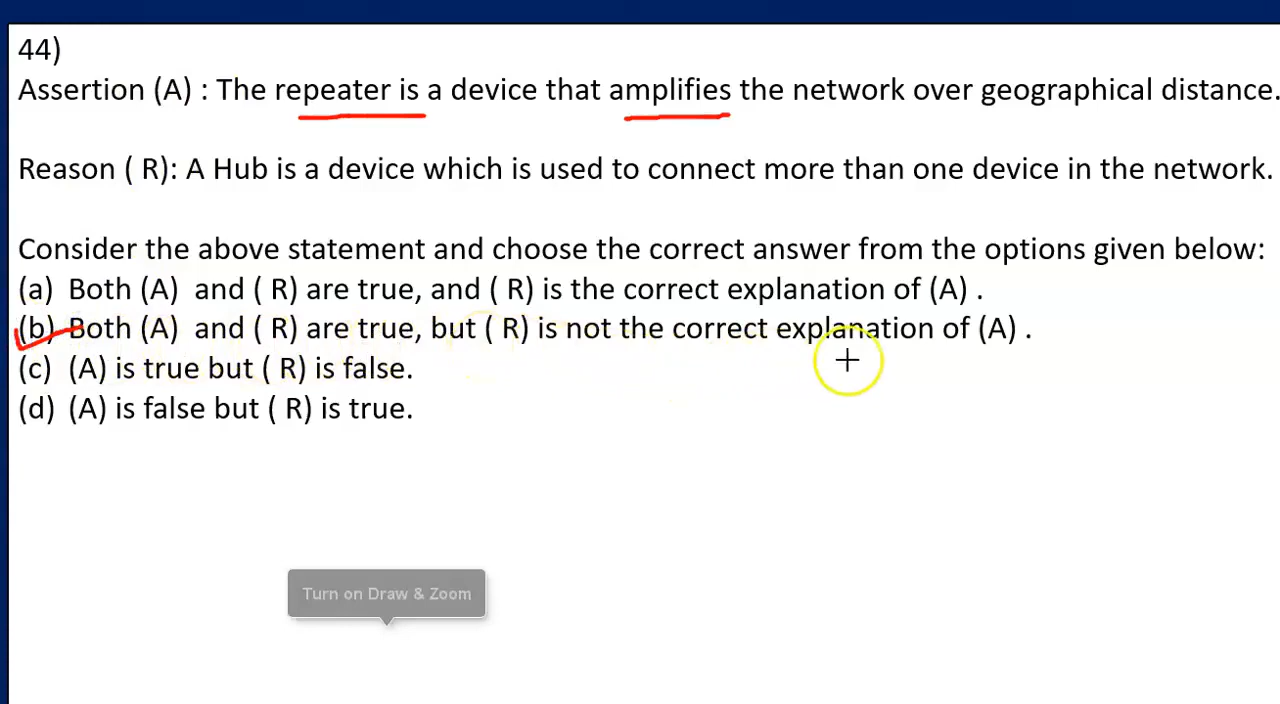 44)
Assertion (A) : The repeater is a device that amplifies the network over geographical distance.
Reason ( R): A Hub is a device which is used to connect more than one device in the network.
Consider the above statement and choose the correct answer from the options given below:
(a) Both (A) and ( R) are true, and ( R) is the correct explanation of (A) .
(b) Both (A) and ( R) are true, but ( R) is not the correct explanation of (A) .
(c) (A) is true but ( R) is false.
(d) (A) is false but ( R) is true.
Turn on Draw & Zoom